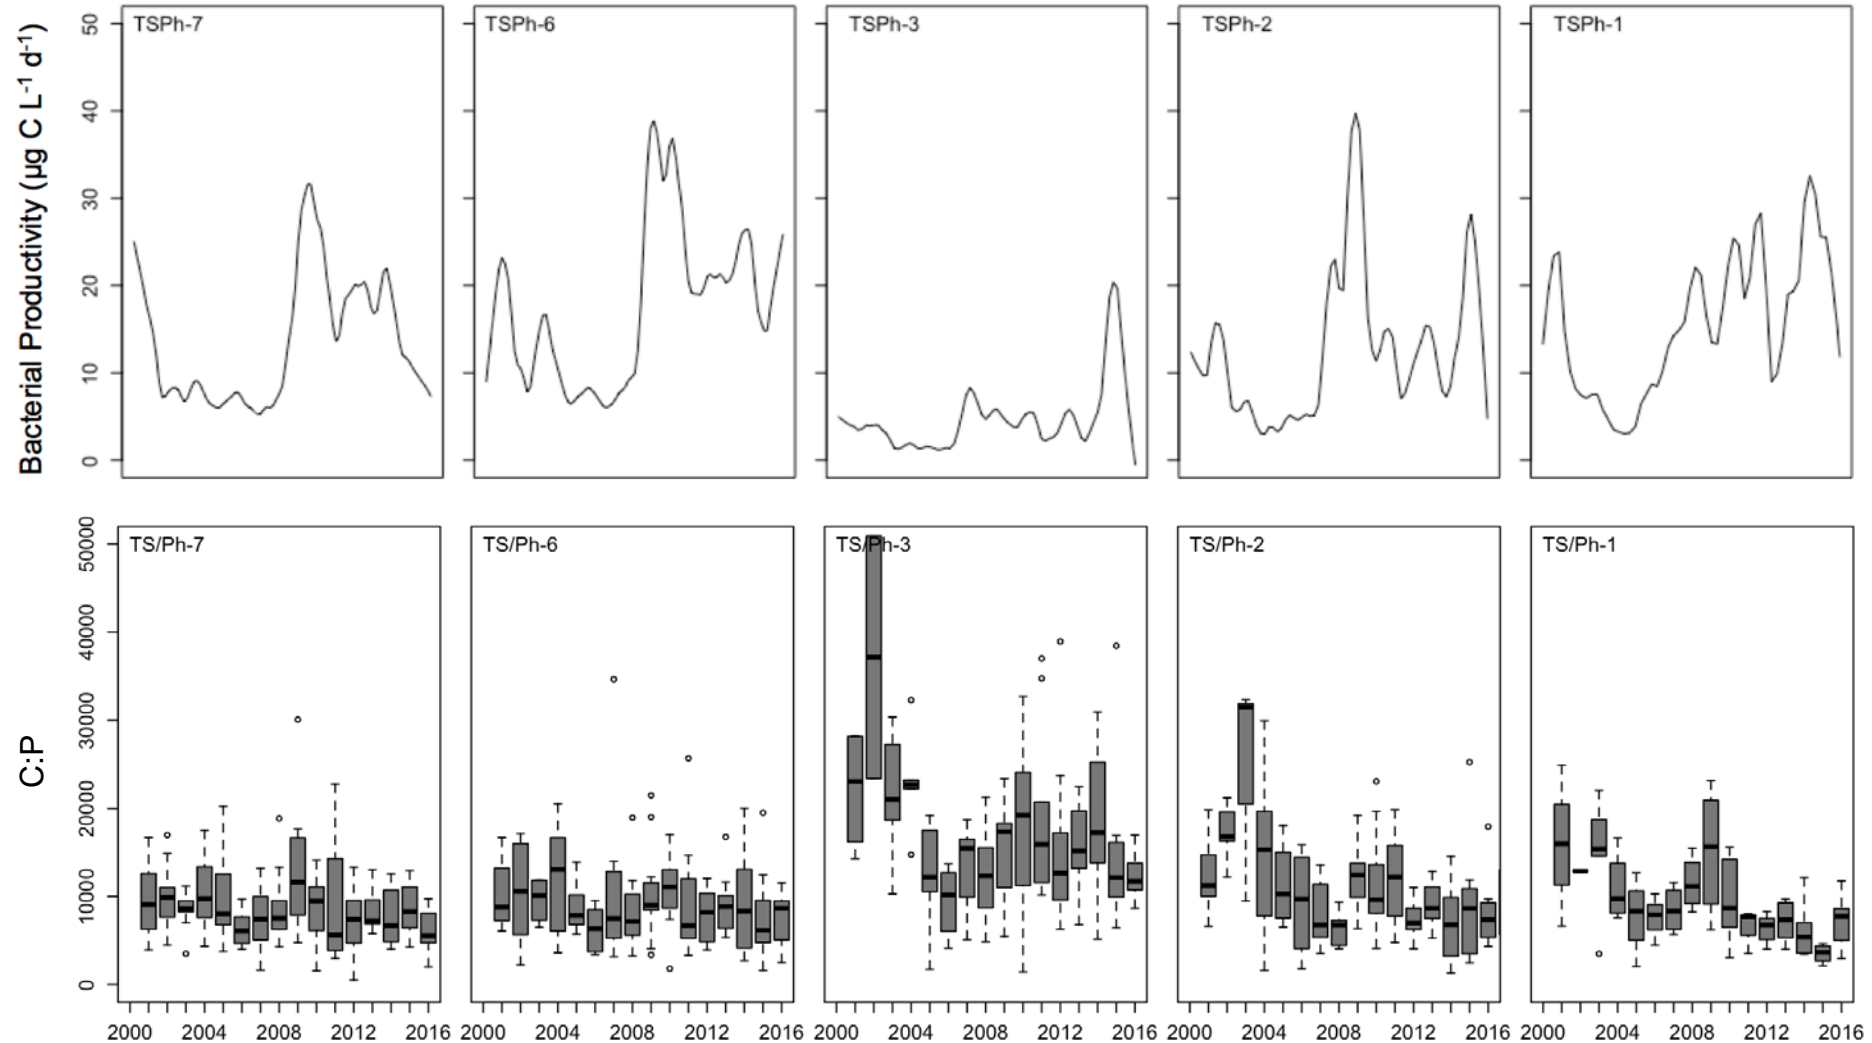 Bacterial Productivity (µg C L⁻¹ d⁻¹)
50
40
30
20
10
0
TSPh-7
TSPh-6
TSPh-3
TSPh-2
TSPh-1
C:P
50000
40000
30000
20000
10000
0
TS/Ph-7
TS/Ph-6
TS/Ph-3
TS/Ph-2
TS/Ph-1
2000 2004 2008 2012 2016
2000 2004 2008 2012 2016
2000 2004 2008 2012 2016
2000 2004 2008 2012 2016
2000 2004 2008 2012 2016